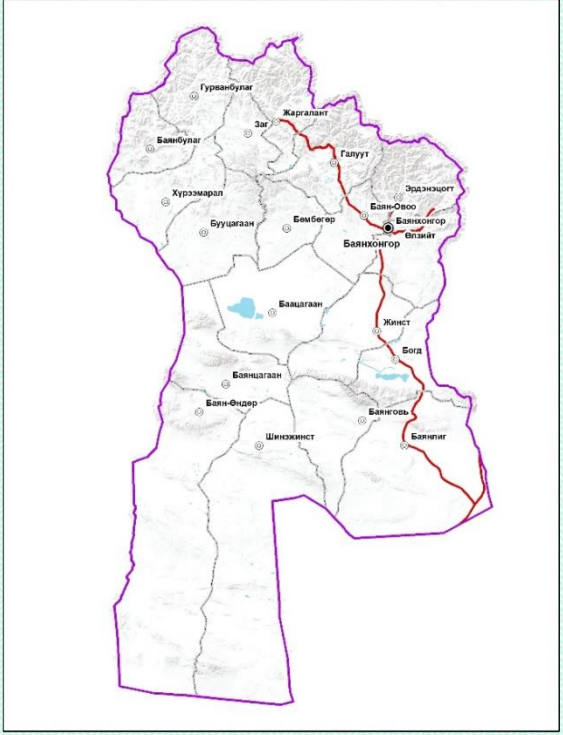 Гурванбулаг
Жаргалант
Заг
Баянбулаг
Галуут
Эрдэнэцогт
Хүрээмарал
Баян-Овоо
Баянхонгор
Бууцагаан
Бөмбөгөр
Өлзийт
Баянхонгор
Баацагаан
Жинст
Богд
Баянцагаан
Баян-Өндөр
Баянговь
Шинэжинст
Баянлиг